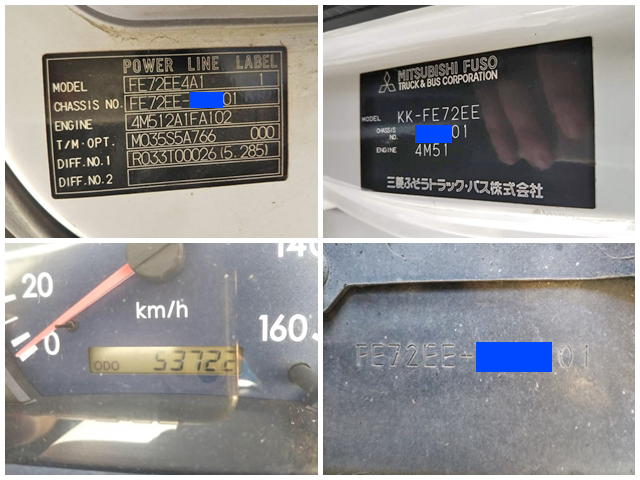 POWER LINE LABEL
MODEL FE72EE4A1 1
CHASSIS NO. FE72EE- 01
ENGINE 4M512A1FA102
T/M·OPT. M035S5A766 000
DIFF.NO.1 R033T00026 (5.285)
DIFF.NO.2
MITSUBISHI FUSO
TRUCK & BUS CORPORATION
MODEL KK-FE72EE
CHASSIS NO. 01
ENGINE 4M51
三菱ふそうトラック・バス株式会社
20
0
km/h
140
160
ODO 53722
FE72EE- 01